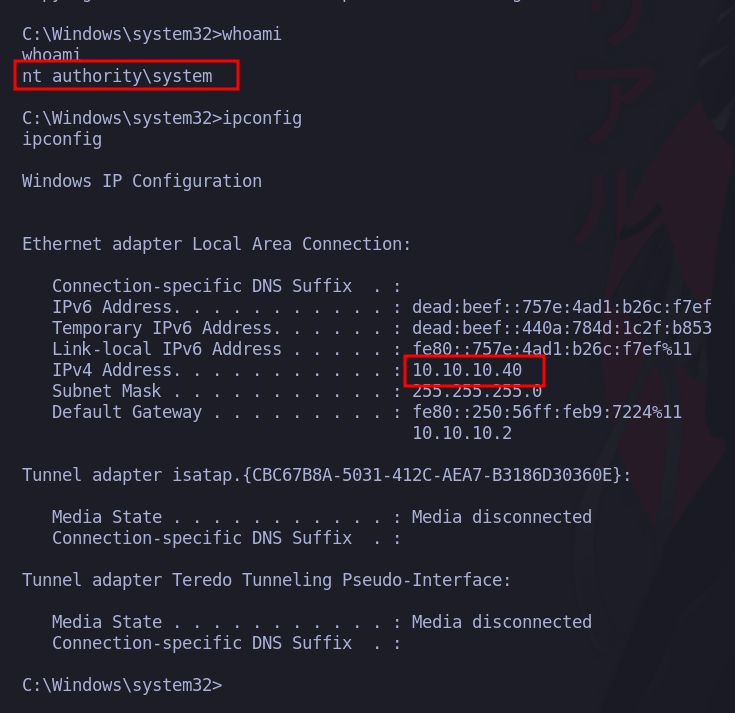 C:\Windows\system32>whoami
whoami
nt authority\system
C:\Windows\system32>ipconfig
ipconfig
Windows IP Configuration
Ethernet adapter Local Area Connection:
Connection-specific DNS Suffix  . :
IPv6 Address. . . . . . . . . . . : dead:beef::757e:4ad1:b26c:f7ef
Temporary IPv6 Address. . . . . . : dead:beef::440a:784d:1c2f:b853
Link-local IPv6 Address . . . . . : fe80::757e:4ad1:b26c:f7ef%11
IPv4 Address. . . . . . . . . . . : 10.10.10.40
Subnet Mask . . . . . . . . . . . : 255.255.255.0
Default Gateway . . . . . . . . . : fe80::250:56ff:feb9:7224%11
10.10.10.2
Tunnel adapter isatap.{CBC67B8A-5031-412C-AEA7-B3186D30360E}:
Media State . . . . . . . . . . . : Media disconnected
Connection-specific DNS Suffix  . :
Tunnel adapter Teredo Tunneling Pseudo-Interface:
Media State . . . . . . . . . . . : Media disconnected
Connection-specific DNS Suffix  . :
C:\Windows\system32>